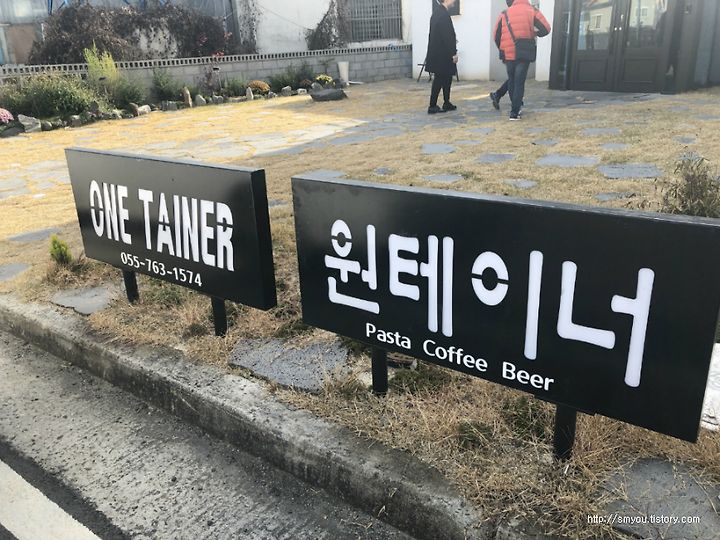 ONE TAINER
055-763-1574
원테이너
Pasta Coffee Beer
http://smyou.tistory.com